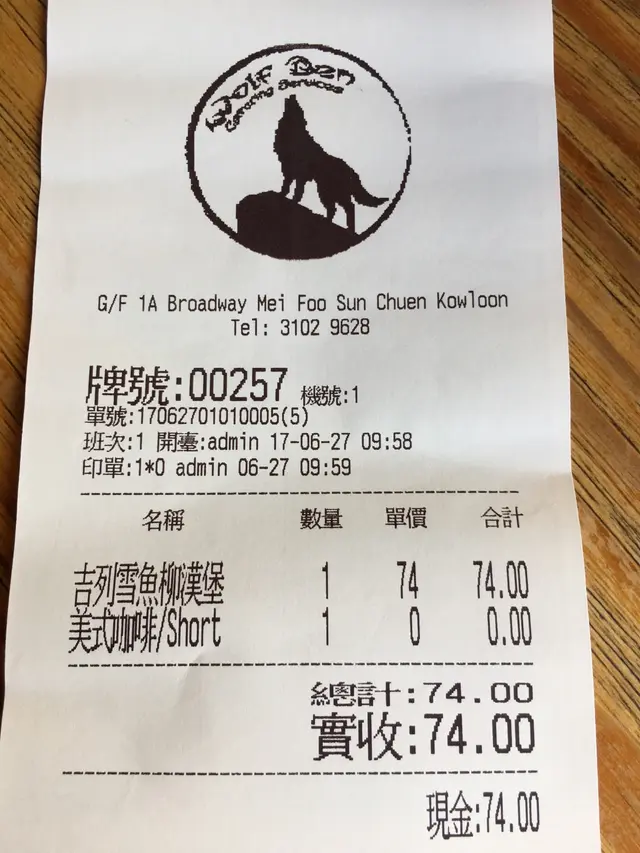 Wolf Den
Catering Services
G/F 1A Broadway Mei Foo Sun Chuen Kowloon
Tel: 3102 9628
牌號:00257 機號:1
單號:17062701010005(5)
班次:1 開臺:admin 17-06-27 09:58
印單:1*0 admin 06-27 09:59
名稱 數量 單價 合計
吉列雪魚柳漢堡 1 74 74.00
美式咖啡/Short 1 0 0.00
總計:74.00
實收:74.00
現金:74.00